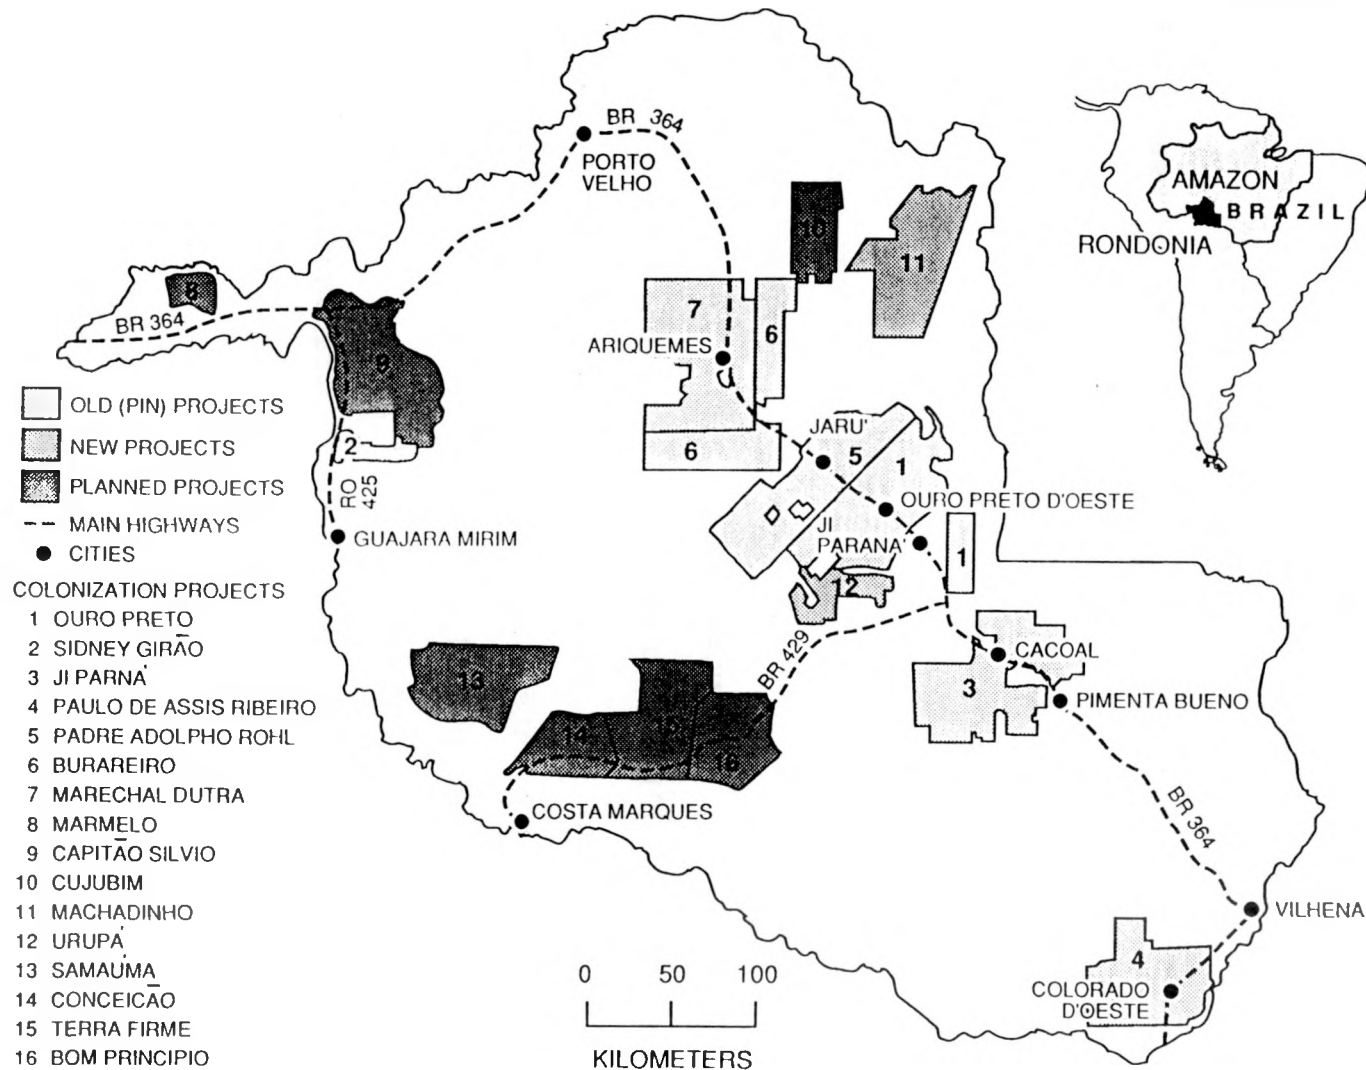 BR 364
PORTO
VELHO
10
11
8
BR 364
9
7
6
ARIQUEMES
2
RO
425
GUAJARA MIRIM
6
JARU'
5
1
OURO PRETO D'OESTE
JI
PARANA'
1
12
BR 429
CACOAL
3
PIMENTA BUENO
13
14
15
16
COSTA MARQUES
BR 364
VILHENA
4
COLORADO
D'OESTE
AMAZON
BRAZIL
RONDONIA
OLD (PIN) PROJECTS
NEW PROJECTS
PLANNED PROJECTS
MAIN HIGHWAYS
CITIES
COLONIZATION PROJECTS
1 OURO PRETO
2 SIDNEY GIRÃO
3 JI PARNÁ
4 PAULO DE ASSIS RIBEIRO
5 PADRE ADOLPHO ROHL
6 BURAREIRO
7 MARECHAL DUTRA
8 MARMELO
9 CAPITÃO SILVIO
10 CUJUBIM
11 MACHADINHO
12 URUPÁ
13 SAMAÚMA
14 CONCEICÃO
15 TERRA FIRME
16 BOM PRINCIPIO
0 50 100
KILOMETERS